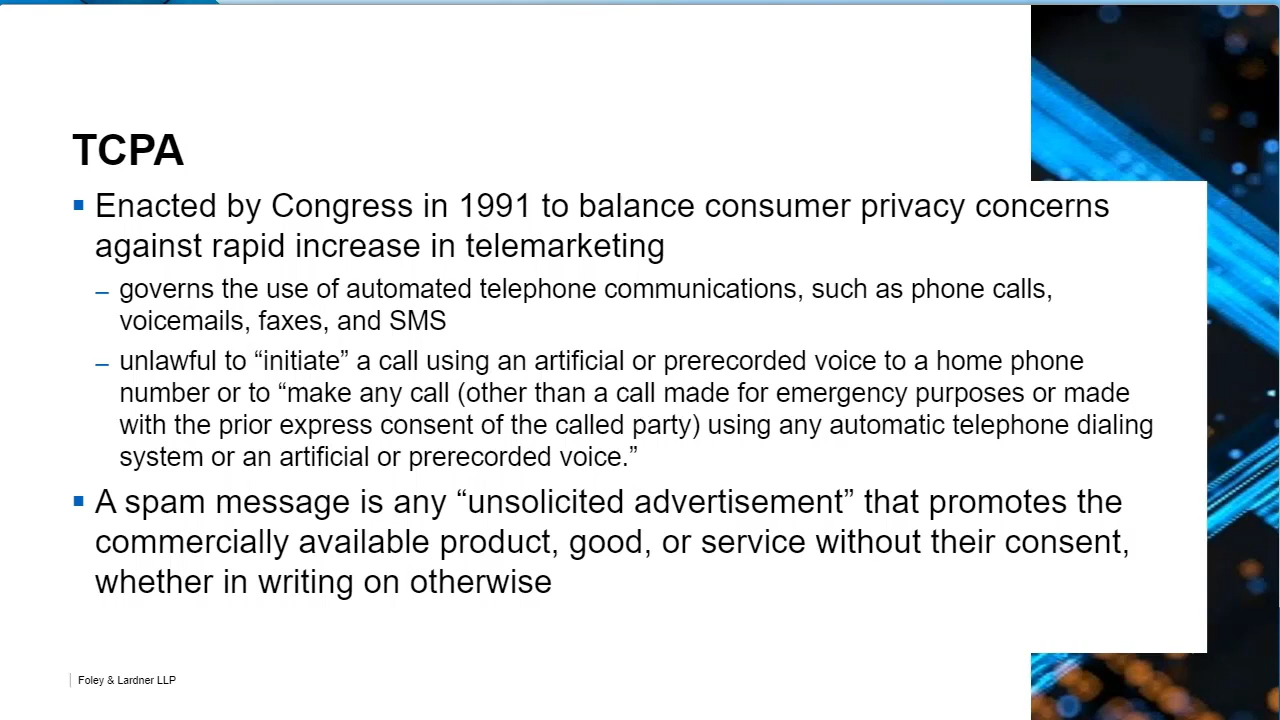 TCPA
▪ Enacted by Congress in 1991 to balance consumer privacy concerns
against rapid increase in telemarketing
– governs the use of automated telephone communications, such as phone calls,
voicemails, faxes, and SMS
– unlawful to “initiate” a call using an artificial or prerecorded voice to a home phone
number or to “make any call (other than a call made for emergency purposes or made
with the prior express consent of the called party) using any automatic telephone dialing
system or an artificial or prerecorded voice.”
▪ A spam message is any “unsolicited advertisement” that promotes the
commercially available product, good, or service without their consent,
whether in writing on otherwise
Foley & Lardner LLP